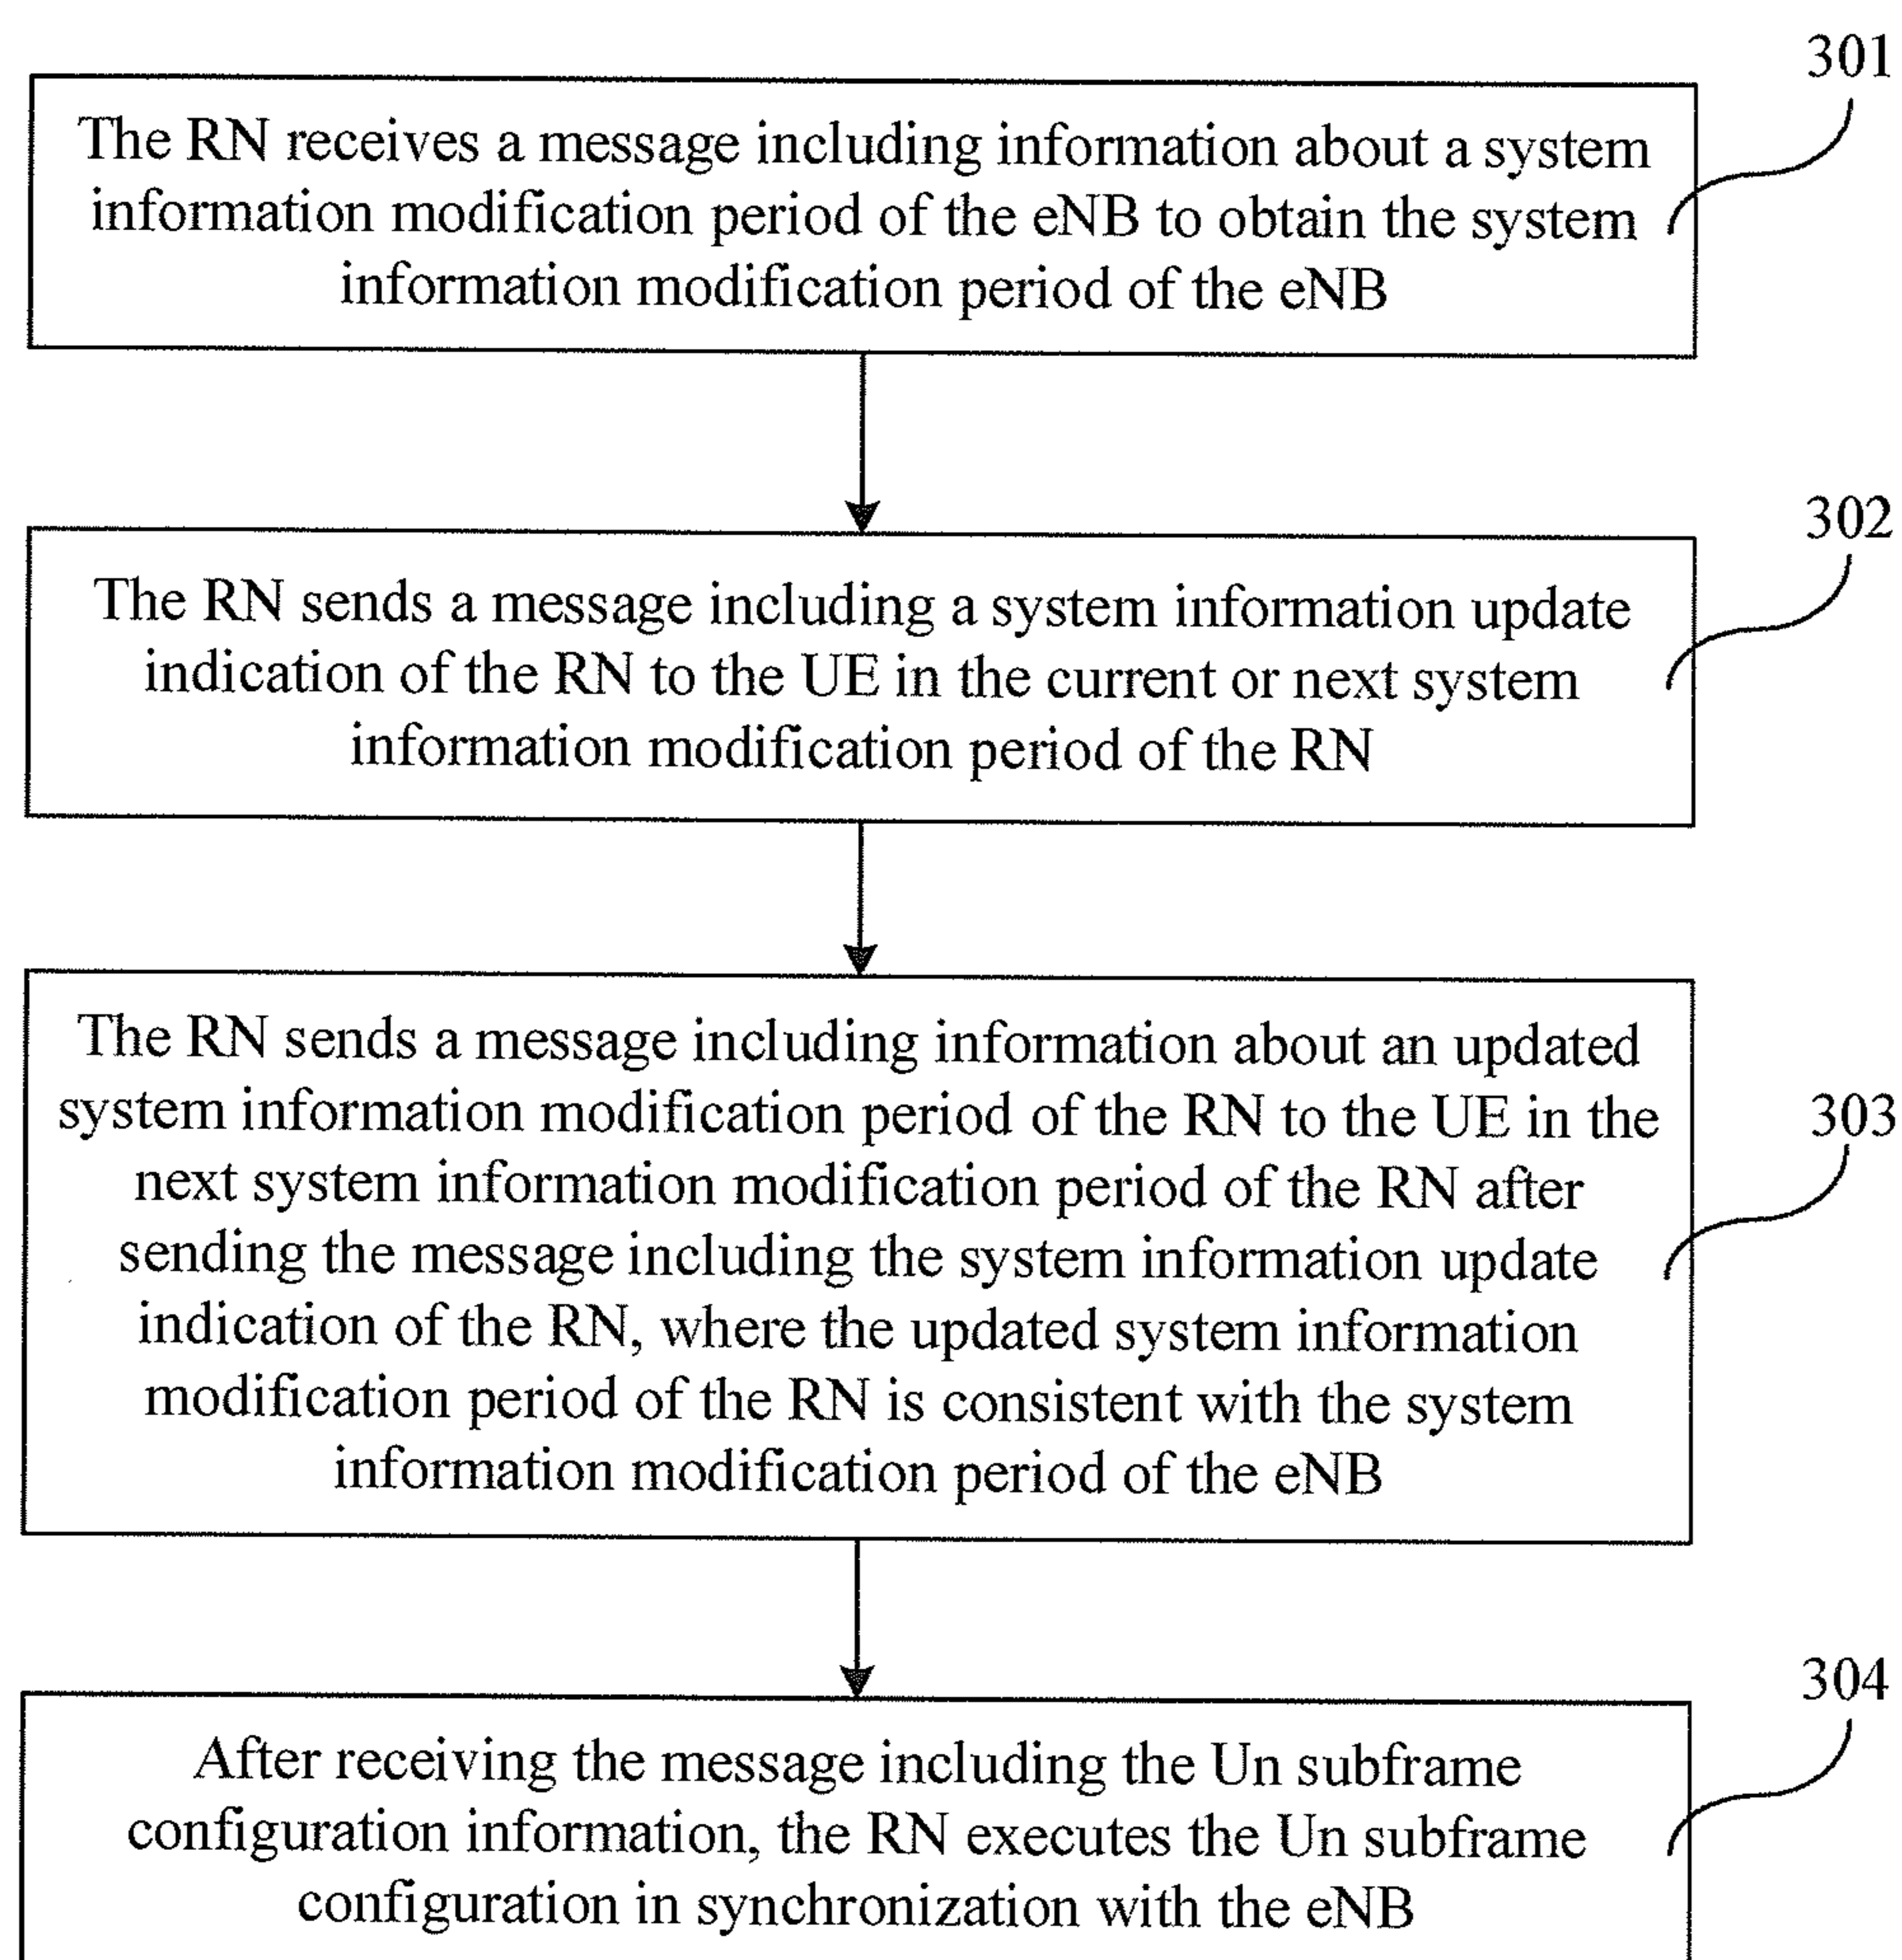 301
The RN receives a message including information about a system
information modification period of the eNB to obtain the system
information modification period of the eNB
302
The RN sends a message including a system information update
indication of the RN to the UE in the current or next system
information modification period of the RN
The RN sends a message including information about an updated
system information modification period of the RN to the UE in the
303
next system information modification period of the RN after
sending the message including the system information update
indication of the RN, where the updated system information
modification period of the RN is consistent with the system
information modification period of the eNB
304
After receiving the message including the Un subframe
configuration information, the RN executes the Un subframe
configuration in synchronization with the eNB